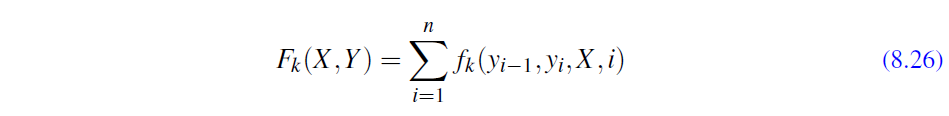 F_k(X,Y) = \sum_{i=1}^{n} f_k(y_{i-1}, y_i, X, i) (8.26)